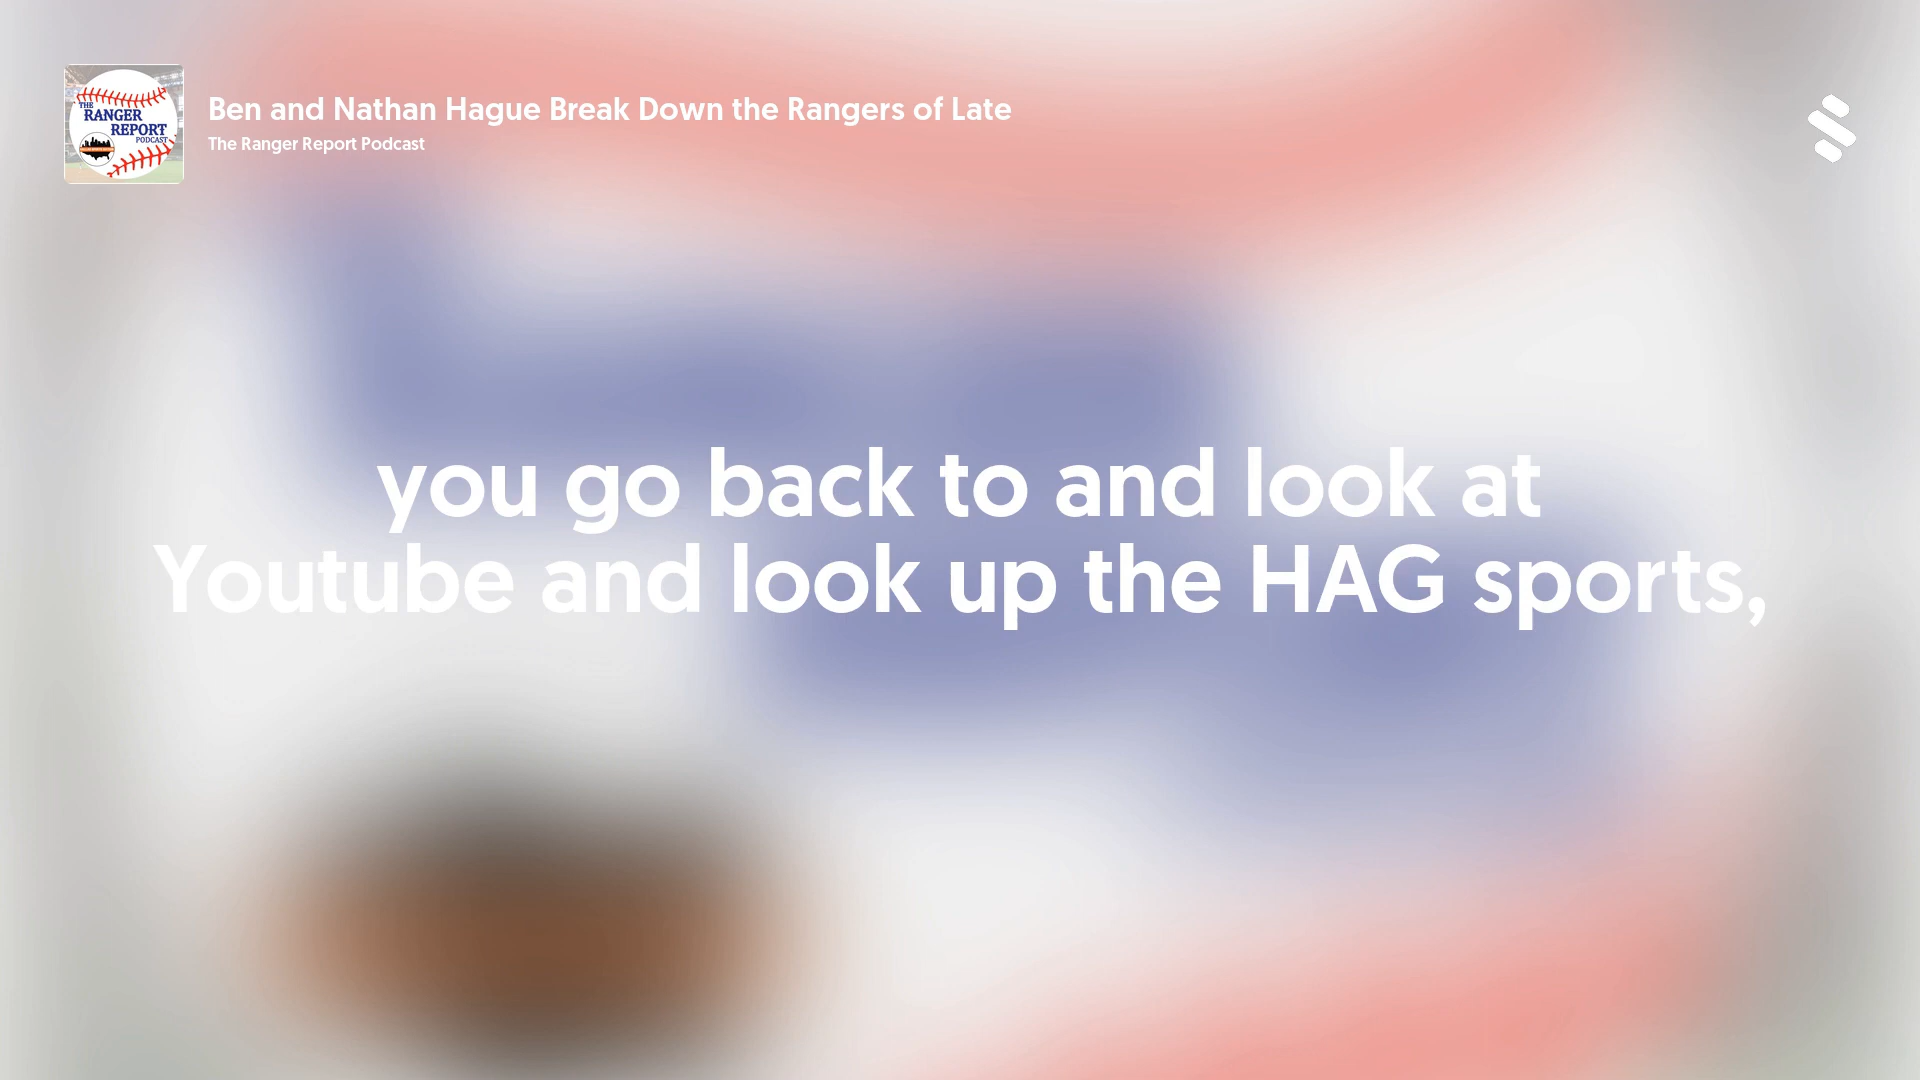 THE
RANGER
REPORT
PODCAST
Ben and Nathan Hague Break Down the Rangers of Late
The Ranger Report Podcast
you go back to and look at
Youtube and look up the HAG sports,